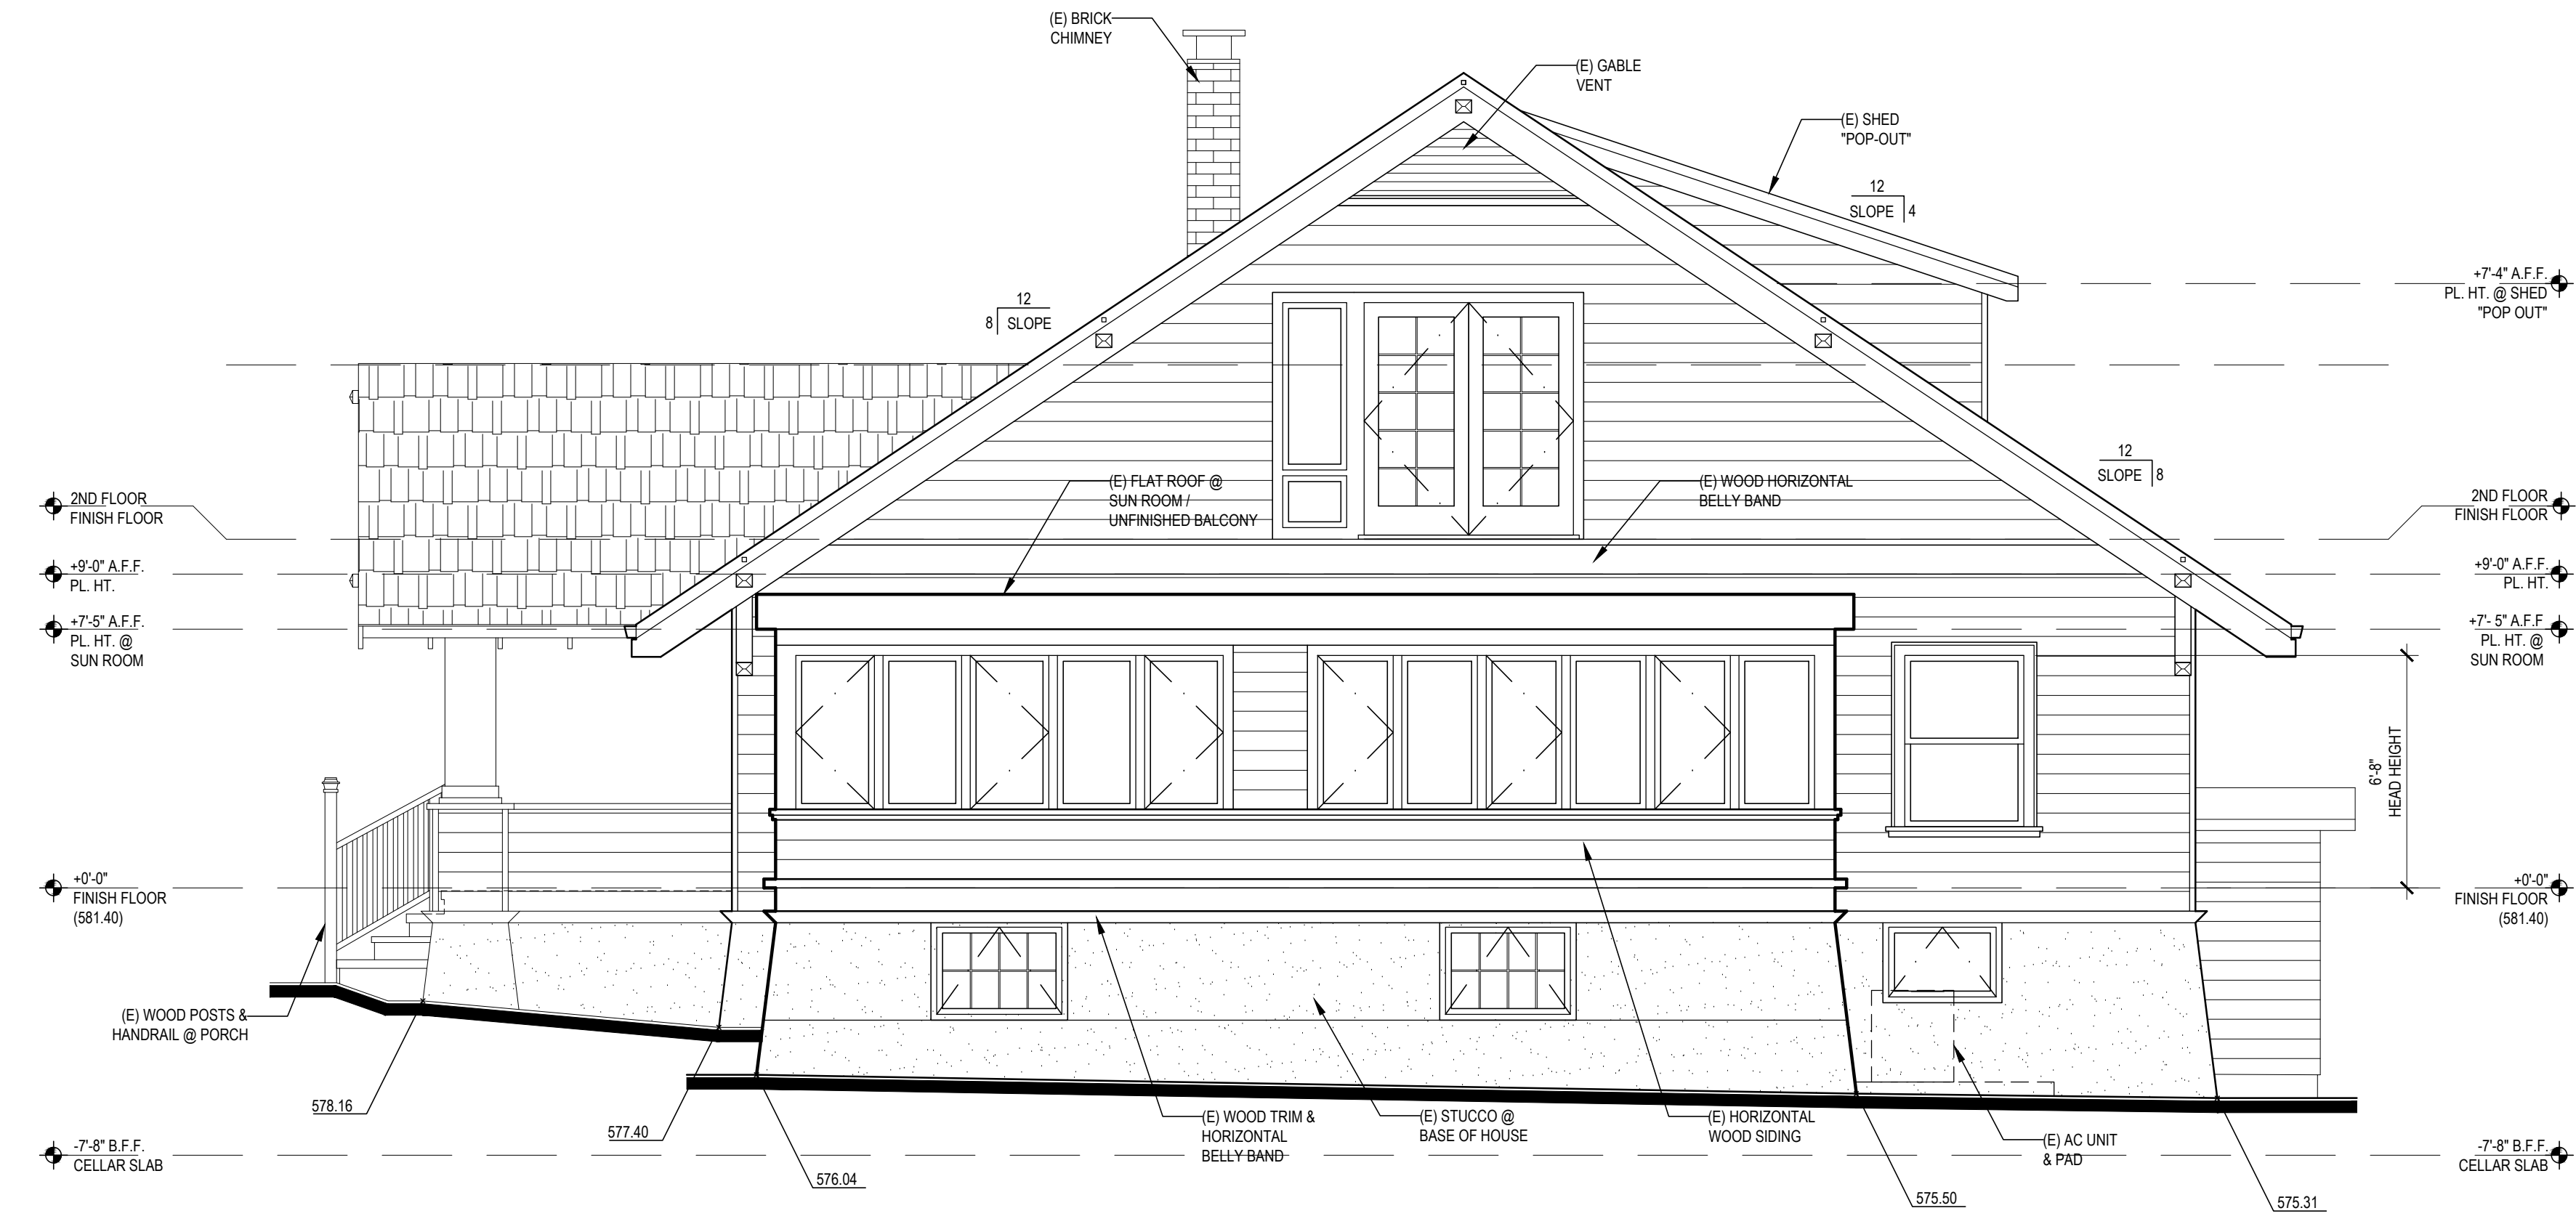 (E) BRICK
CHIMNEY
(E) GABLE
VENT
(E) SHED
"POP-OUT"
12
SLOPE 4
+7'-4" A.F.F.
PL. HT. @ SHED
"POP OUT"
12
8 SLOPE
12
SLOPE 8
(E) FLAT ROOF @
SUN ROOM /
UNFINISHED BALCONY
(E) WOOD HORIZONTAL
BELLY BAND
2ND FLOOR
FINISH FLOOR
2ND FLOOR
FINISH FLOOR
+9'-0" A.F.F.
PL. HT.
+9'-0" A.F.F.
PL. HT.
+7'-5" A.F.F.
PL. HT. @
SUN ROOM
+7'- 5" A.F.F
PL. HT. @
SUN ROOM
6'-8"
HEAD HEIGHT
+0'-0"
FINISH FLOOR
(581.40)
+0'-0"
FINISH FLOOR
(581.40)
(E) WOOD POSTS &
HANDRAIL @ PORCH
578.16
577.40
576.04
(E) WOOD TRIM &
HORIZONTAL
BELLY BAND
(E) STUCCO @
BASE OF HOUSE
(E) HORIZONTAL
WOOD SIDING
(E) AC UNIT
& PAD
575.50
575.31
-7'-8" B.F.F.
CELLAR SLAB
-7'-8" B.F.F.
CELLAR SLAB